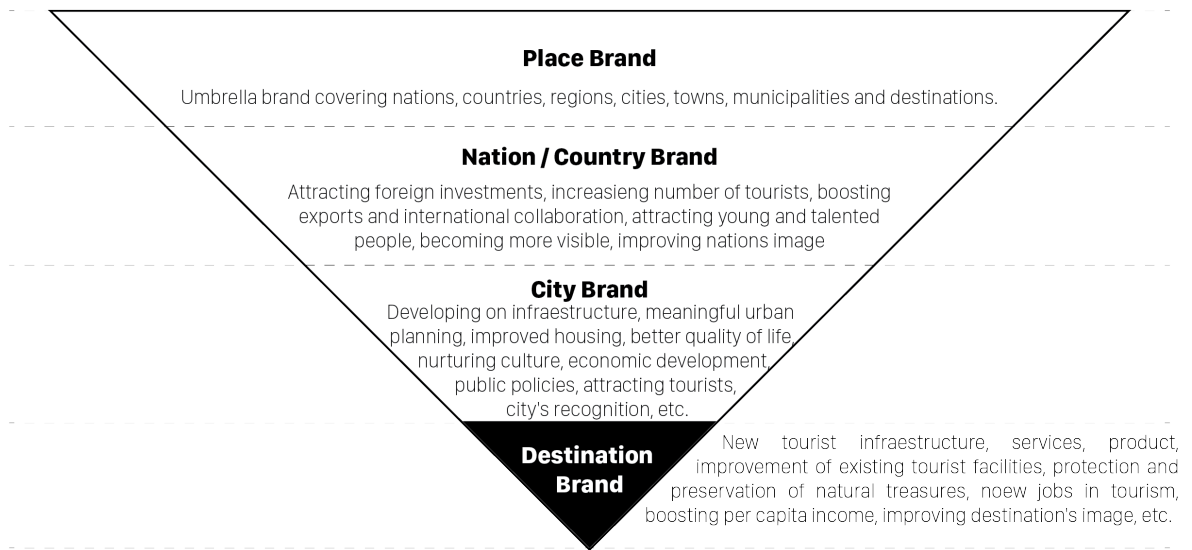 Place Brand
Umbrella brand covering nations, countries, regions, cities, towns, municipalities and destinations.
Nation / Country Brand
Attracting foreign investments, increasieng number of tourists, boosting
exports and international collaboration, attracting young and talented
people, becoming more visible, improving nations image
City Brand
Developing on infraestructure, meaningful urban
planning, improved housing, better quality of life,
nurturing culture, economic development,
public policies, attracting tourists,
city's recognition, etc.
Destination
Brand
New tourist infraestructure, services, product,
improvement of existing tourist facilities, protection and
preservation of natural treasures, noew jobs in tourism,
boosting per capita income, improving destination's image, etc.